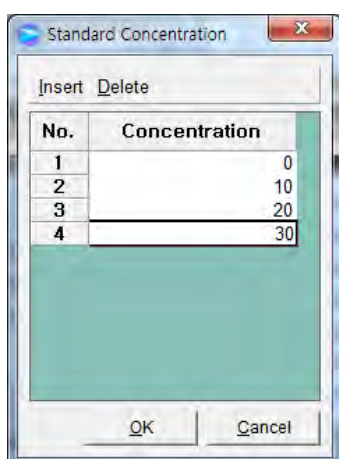 Standard Concentration
Insert Delete
No. Concentration
1 0
2 10
3 20
4 30
OK Cancel